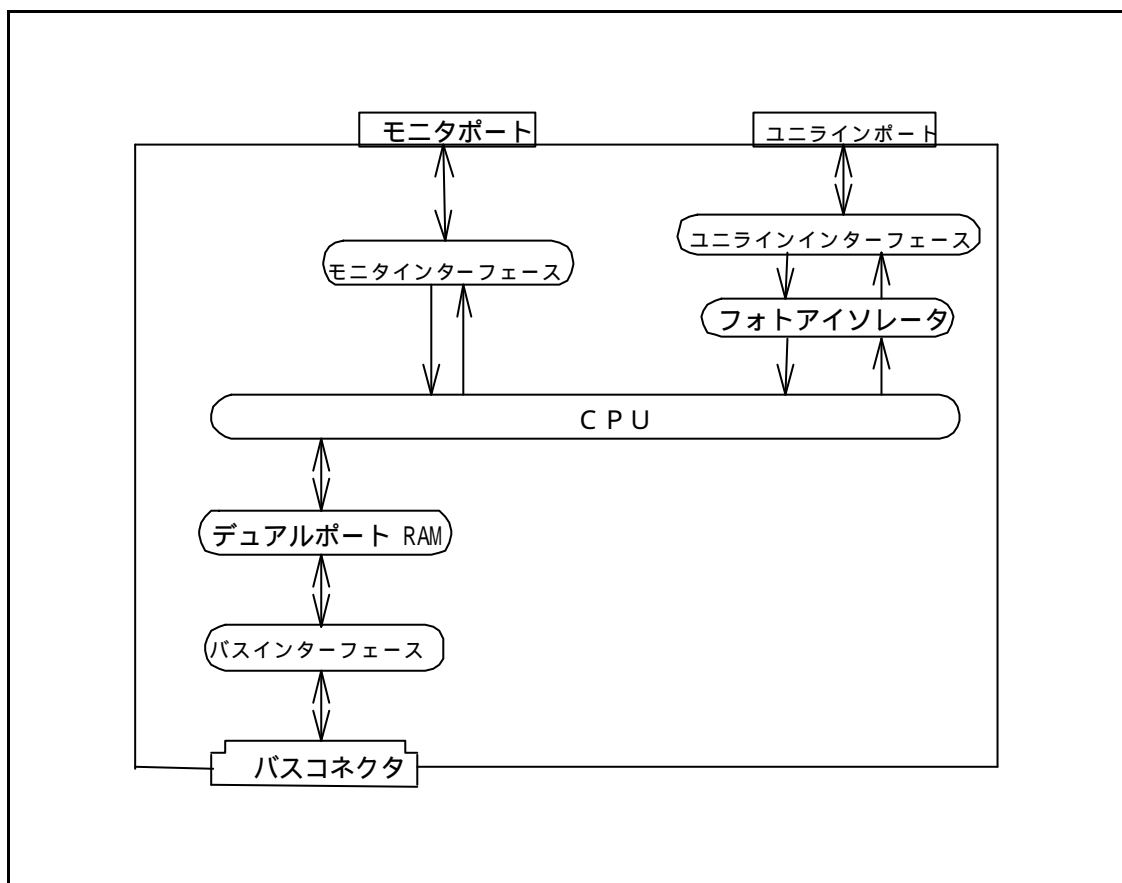 モニタポート
ユニラインポート
ユニラインインターフェース
モニタインターフェース
フォトアイソレータ
ＣＰＵ
デュアルポート RAM
バスインターフェース
バスコネクタ